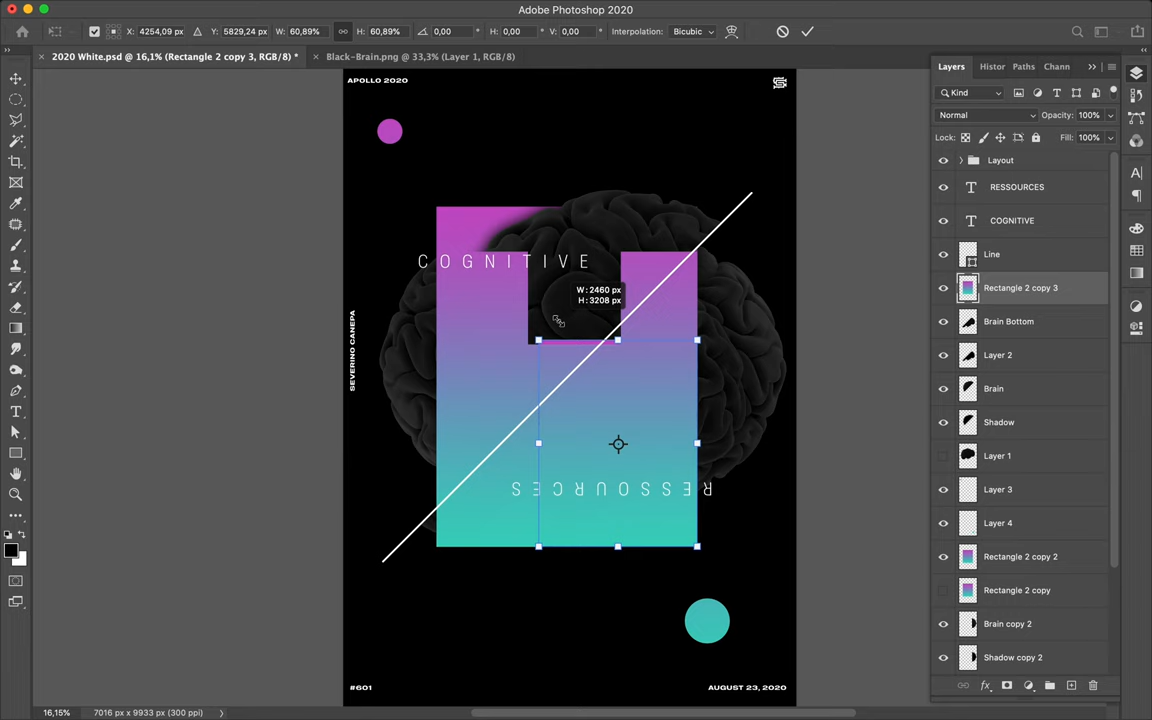 Adobe Photoshop 2020
X: 4254,09 px Y: 5829,24 px W: 60,89% H: 60,89% 0,00 ° H: 0,00 ° V: 0,00 ° Interpolation: Bicubic
2020 White.psd @ 16,1% (Rectangle 2 copy 3, RGB/8) *
Black-Brain.png @ 33,3% (Layer 1, RGB/8)
Layers Histor Paths Chann
Kind
Normal Opacity: 100%
Lock: Fill: 100%
Layout
RESSOURCES
COGNITIVE
Line
Rectangle 2 copy 3
Brain Bottom
Layer 2
Brain
Shadow
Layer 1
Layer 3
Layer 4
Rectangle 2 copy 2
Rectangle 2 copy
Brain copy 2
Shadow copy 2
APOLLO 2020
COGNITIVE
W: 2460 px
H: 3208 px
SEVERINO CANEPA
RESSOURCES
#601
AUGUST 23, 2020
16,15% 7016 px x 9933 px (300 ppi)